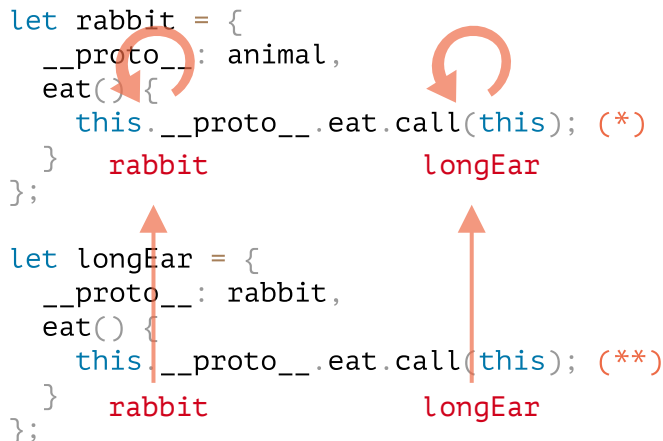 let rabbit = {
  __proto__: animal,
  eat() {
    this.__proto__.eat.call(this); (*)
      rabbit longEar
  }
};
let longEar = {
  __proto__: rabbit,
  eat() {
    this.__proto__.eat.call(this); (**)
      rabbit longEar
  }
};